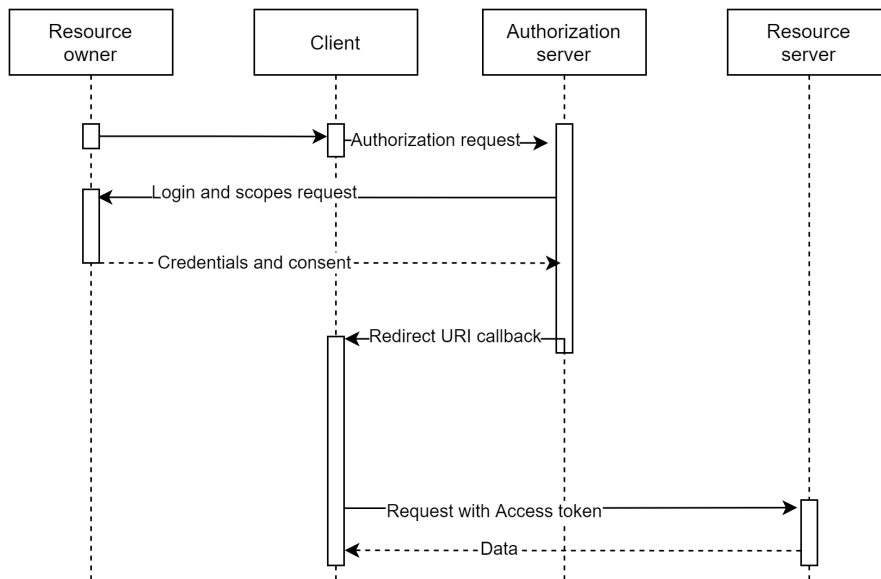 Resource
owner
Client
Authorization
server
Resource
server
Authorization request
Login and scopes request
Credentials and consent
Redirect URI callback
Request with Access token
Data